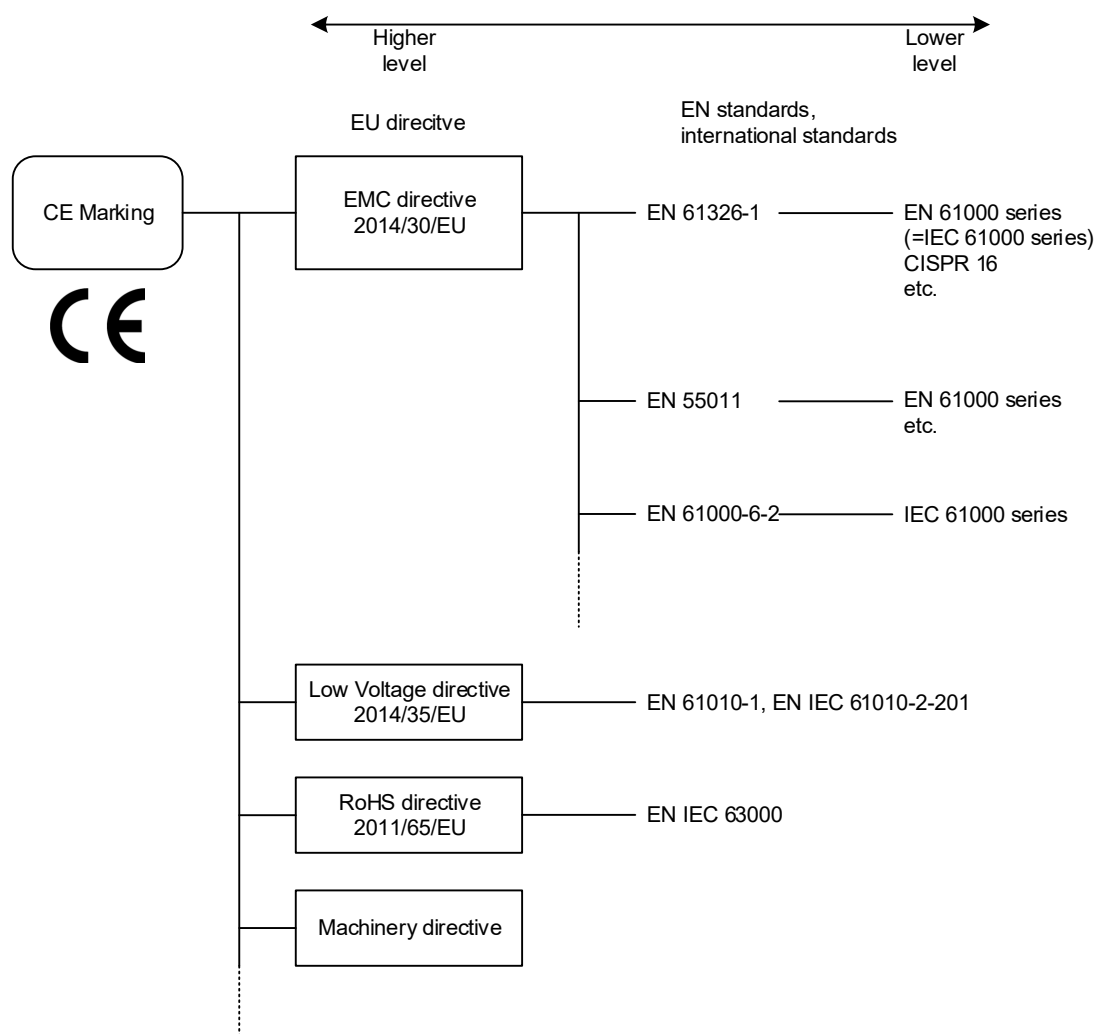 Higher
level
Lower
level
EU direcitve
EN standards,
international standards
CE Marking
EMC directive
2014/30/EU
EN 61326-1
EN 61000 series
(=IEC 61000 series)
CISPR 16
etc.
CE
EN 55011
EN 61000 series
etc.
EN 61000-6-2
IEC 61000 series
Low Voltage directive
2014/35/EU
EN 61010-1, EN IEC 61010-2-201
RoHS directive
2011/65/EU
EN IEC 63000
Machinery directive